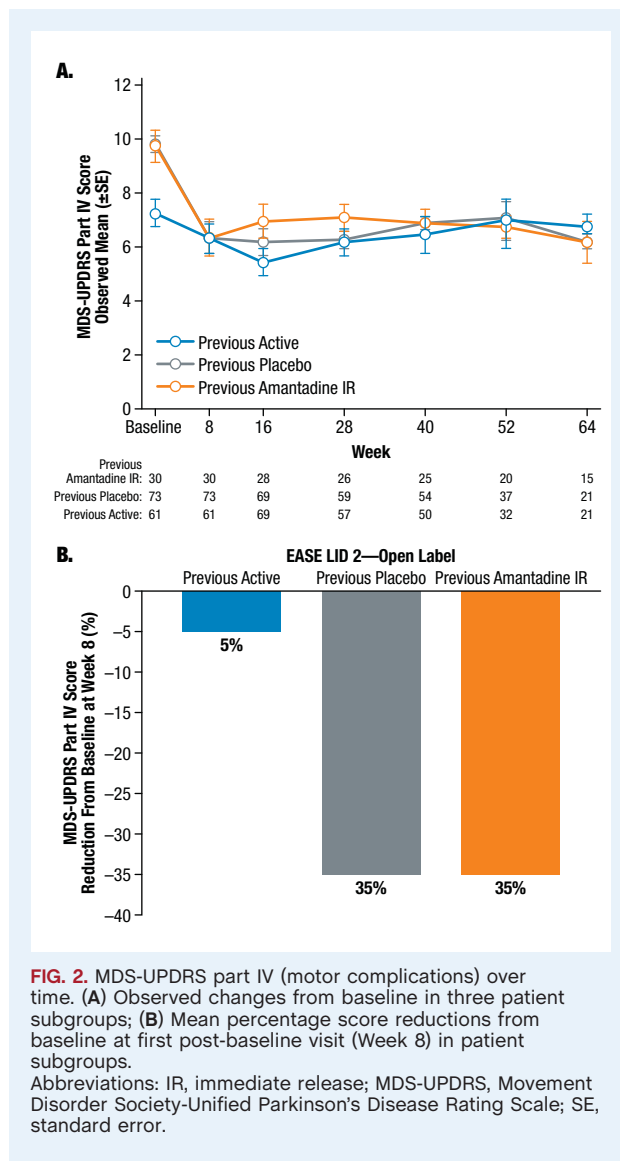 A.
MDS-UPDRS Part IV Score
Observed Mean (±SE)
12
10
8
6
4
2
0
Previous Active
Previous Placebo
Previous Amantadine IR
Baseline 8 16 28 40 52 64
Week
Previous
Amantadine IR: 30 30 28 26 25 20 15
Previous Placebo: 73 73 69 59 54 37 21
Previous Active: 61 61 69 57 50 32 21
B.
EASE LID 2—Open Label
Previous Active Previous Placebo Previous Amantadine IR
MDS-UPDRS Part IV Score
Reduction From Baseline at Week 8 (%)
0
–5
–10
–15
–20
–25
–30
–35
–40
5%
35% 35%
FIG. 2. MDS-UPDRS part IV (motor complications) over
time. (A) Observed changes from baseline in three patient
subgroups; (B) Mean percentage score reductions from
baseline at first post-baseline visit (Week 8) in patient
subgroups.
Abbreviations: IR, immediate release; MDS-UPDRS, Movement
Disorder Society-Unified Parkinson's Disease Rating Scale; SE,
standard error.